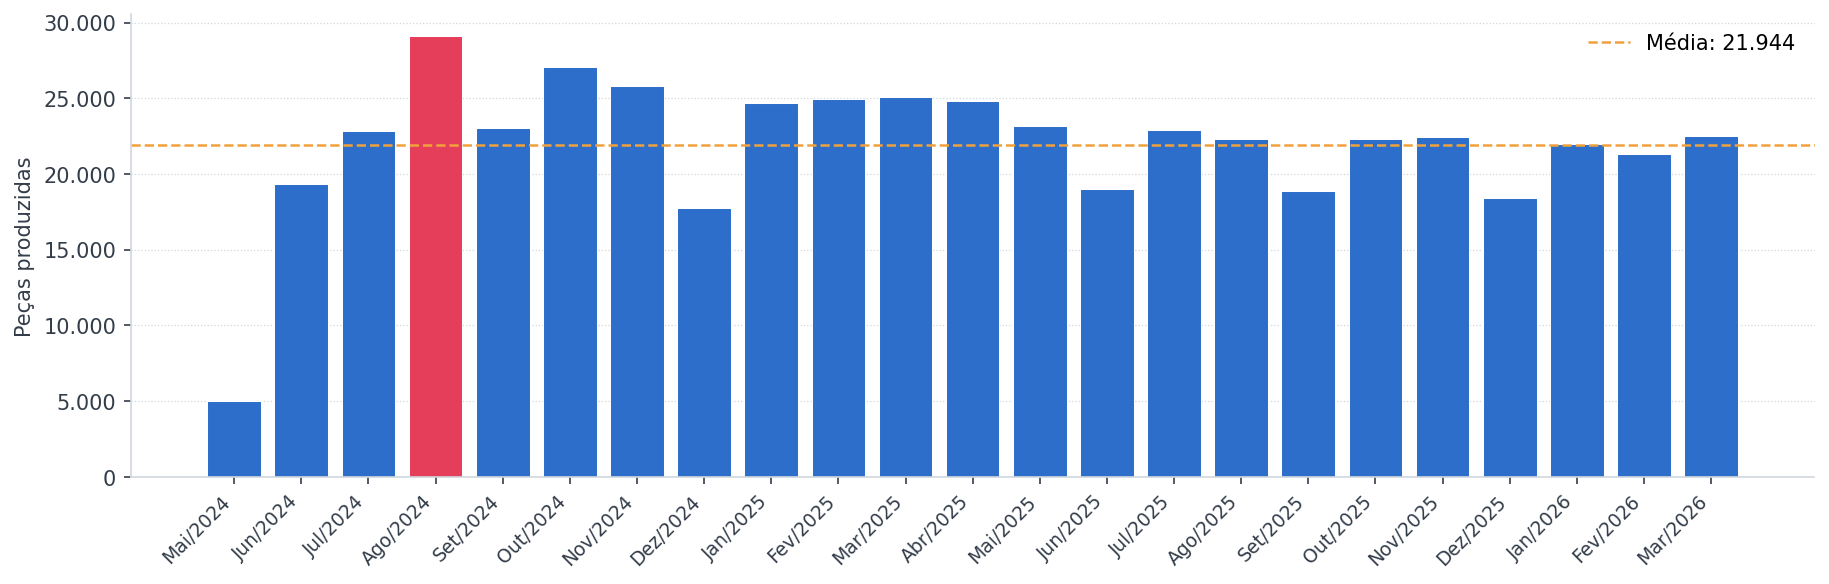 30.000
25.000
20.000
15.000
10.000
5.000
0
Peças produzidas
Média: 21.944
Mai/2024
Jun/2024
Jul/2024
Ago/2024
Set/2024
Out/2024
Nov/2024
Dez/2024
Jan/2025
Fev/2025
Mar/2025
Abr/2025
Mai/2025
Jun/2025
Jul/2025
Ago/2025
Set/2025
Out/2025
Nov/2025
Dez/2025
Jan/2026
Fev/2026
Mar/2026